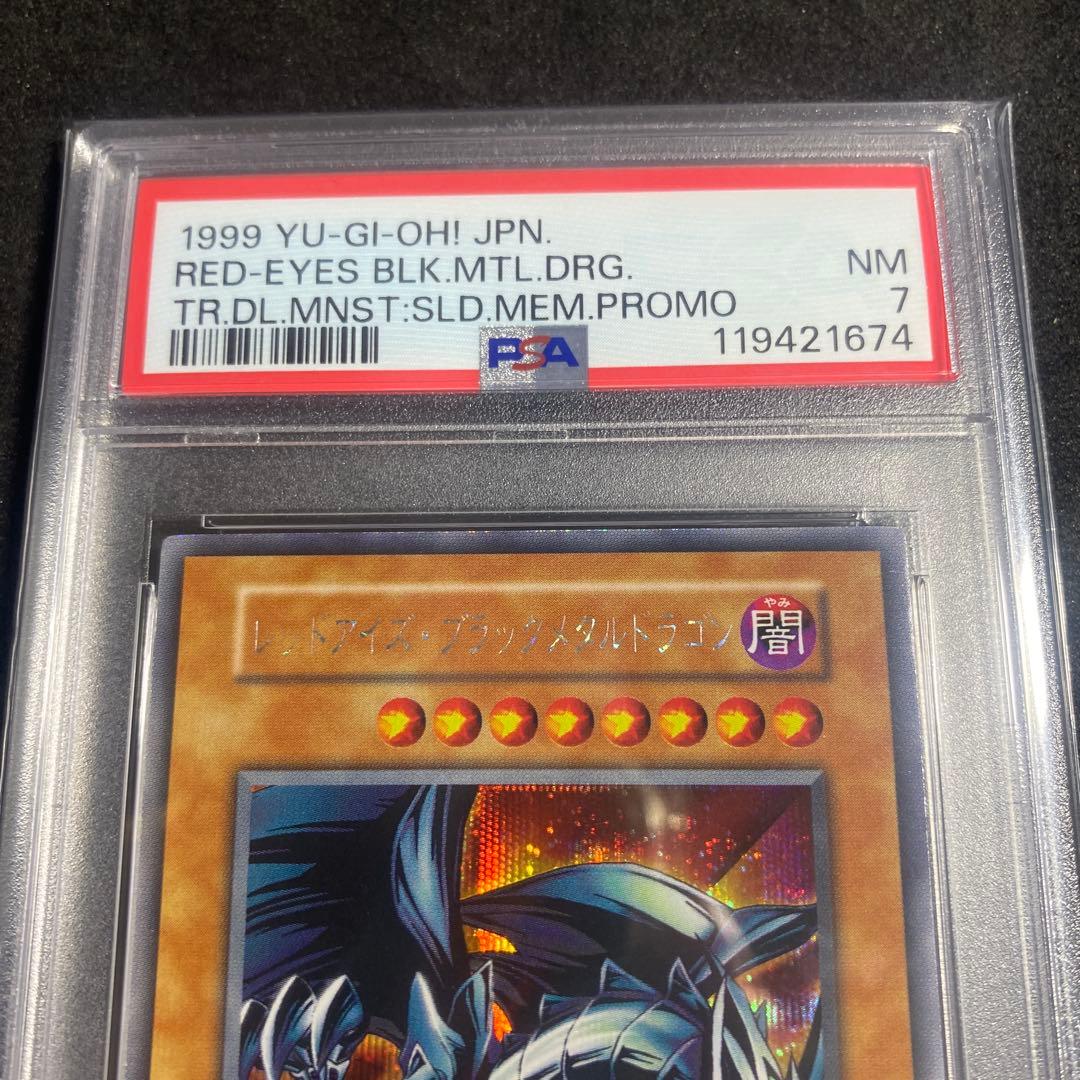 1999 YU-GI-OH! JPN.
RED-EYES BLK.MTL.DRG.
TR.DL.MNST:SLD.MEM.PROMO
NM
7
119421674
PSA
レッドアイズ・ブラックメタルドラゴン
やみ
闇